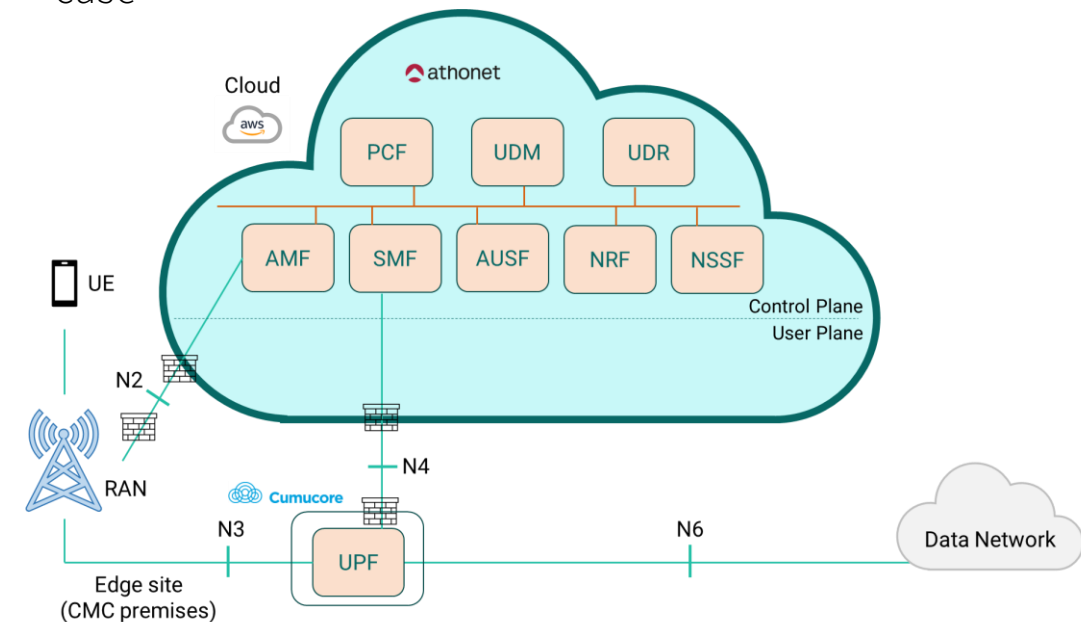 case
athonet
Cloud
aws
PCF
UDM
UDR
AMF
SMF
AUSF
NRF
NSSF
UE
Control Plane
User Plane
N2
N4
RAN
Cumucore
N3
N6
UPF
Data Network
Edge site
(CMC premises)